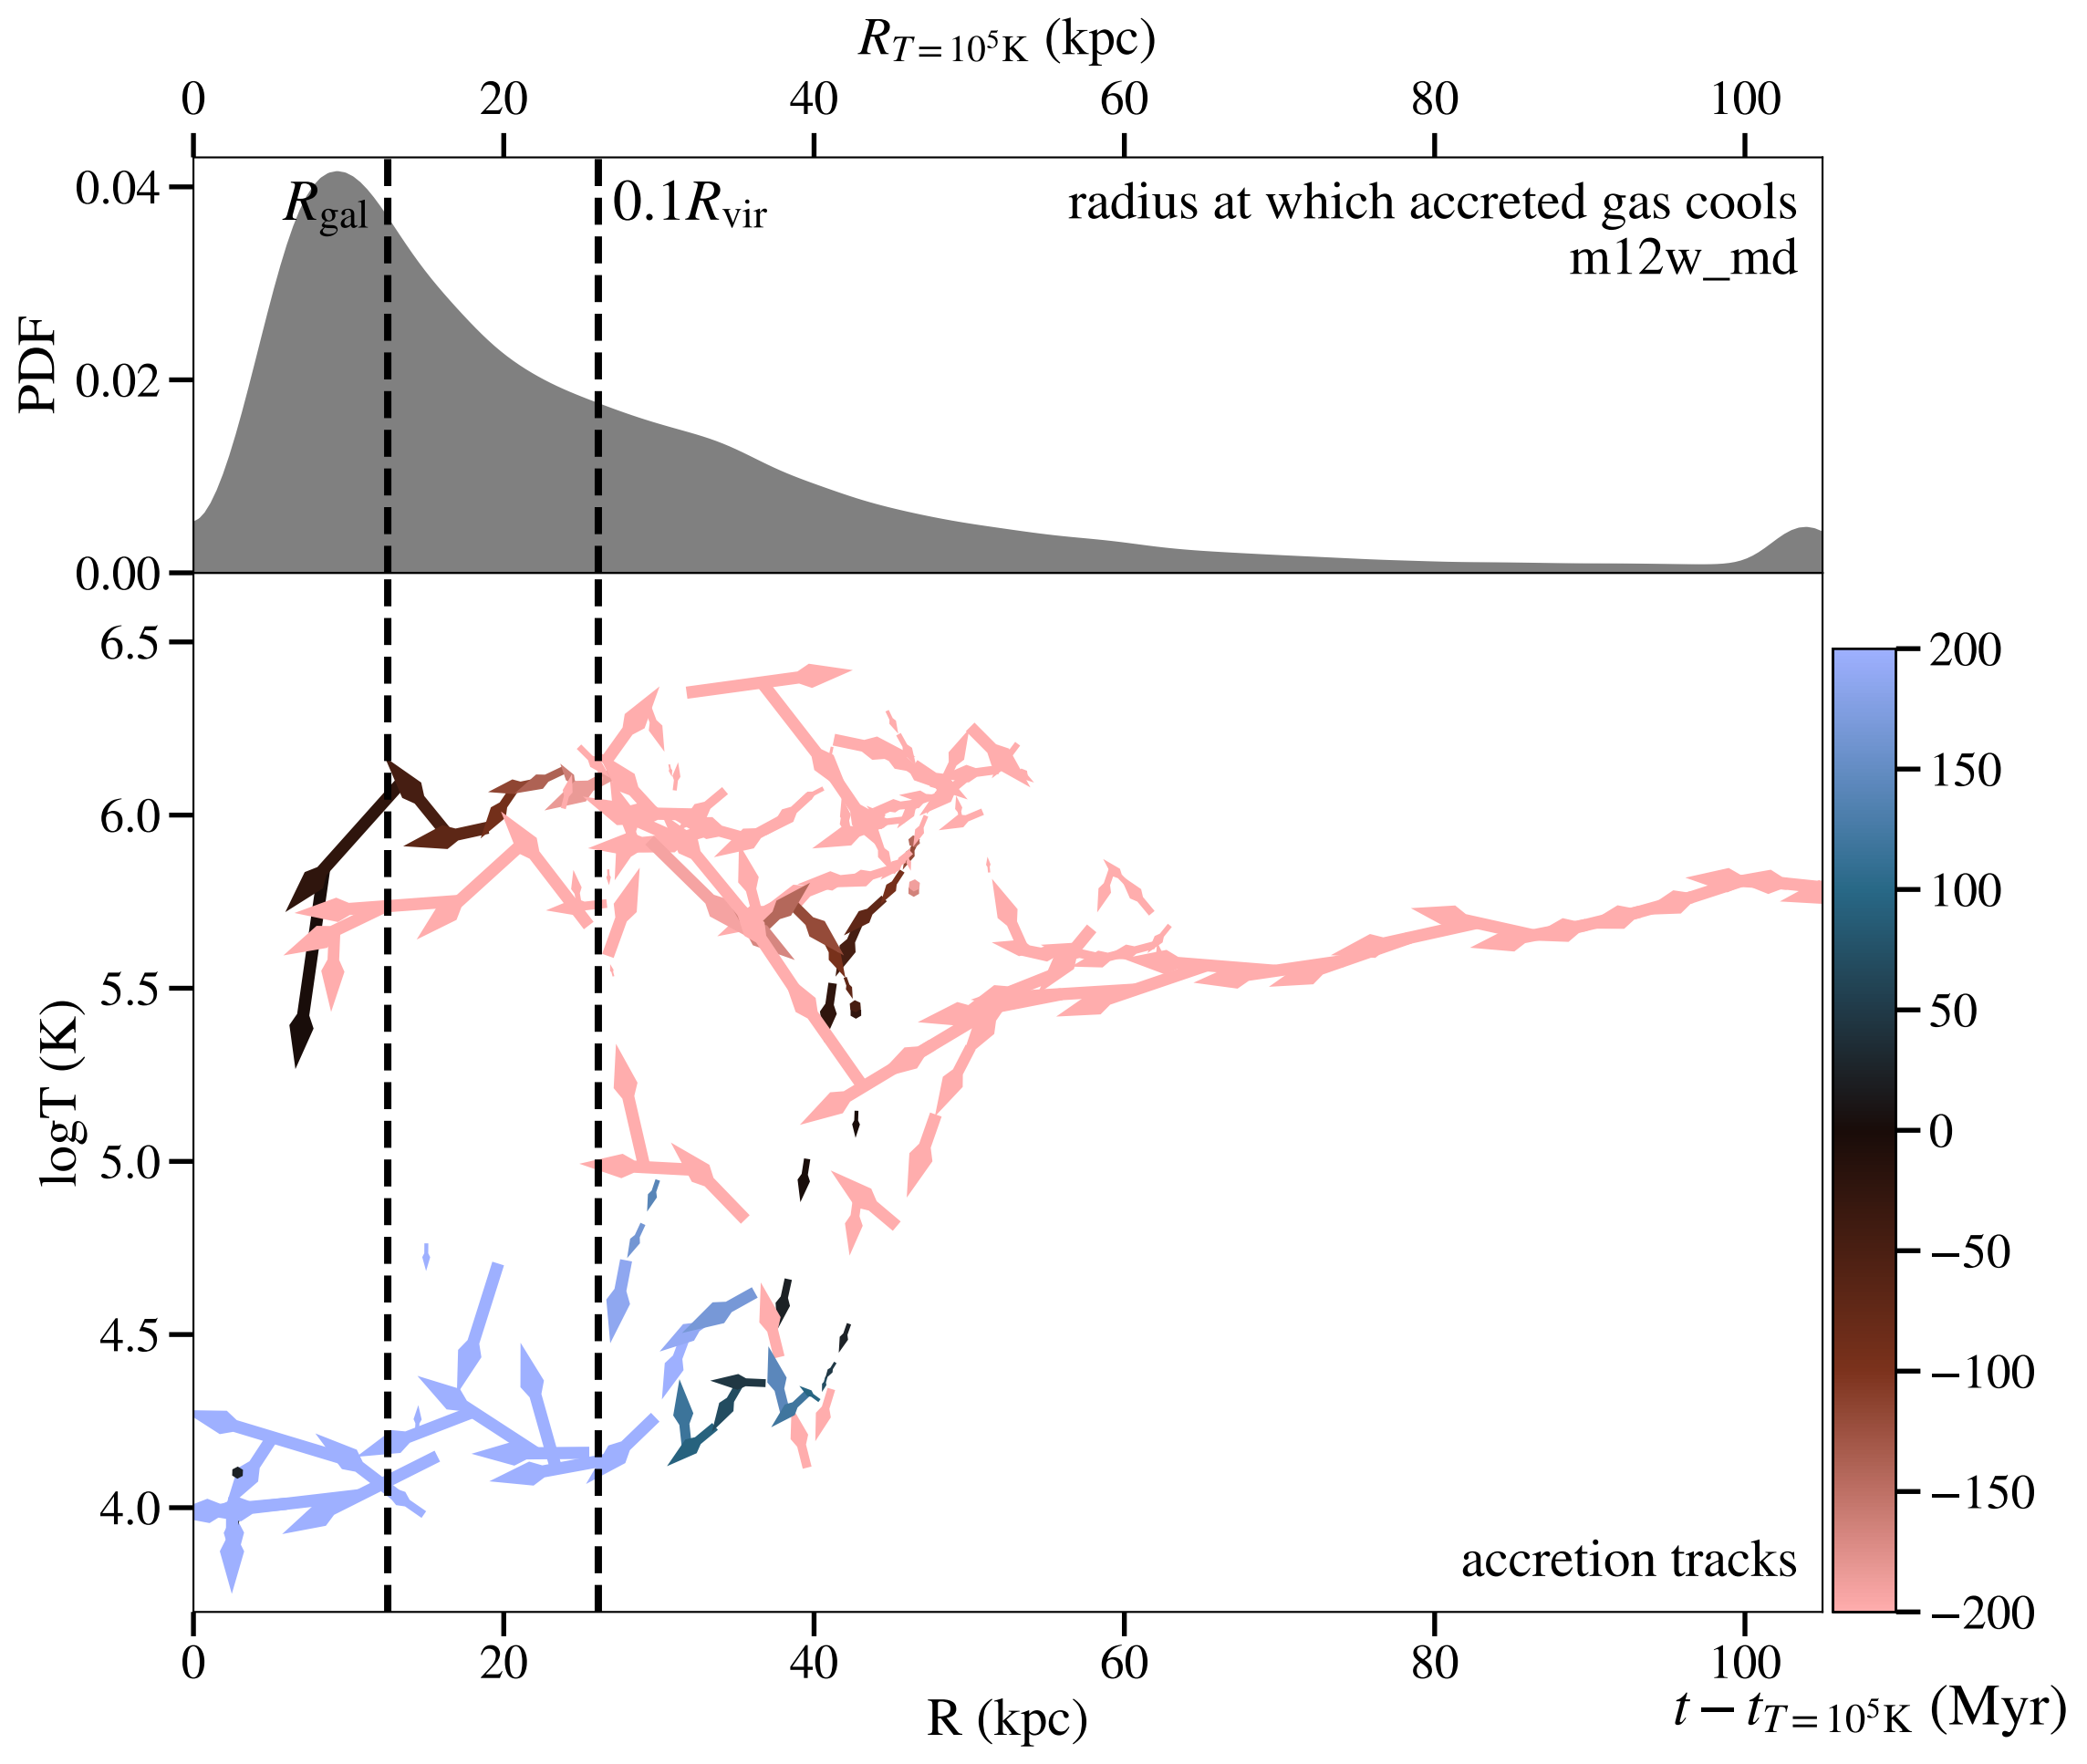 R_{T=10^5K} (kpc)
0 20 40 60 80 100
R_gal
0.1R_vir
radius at which accreted gas cools
m12w_md
PDF
0.04
0.02
0.00
logT (K)
6.5
6.0
5.5
5.0
4.5
4.0
accretion tracks
0 20 40 60 80 100
R (kpc)
200
150
100
50
0
−50
−100
−150
−200
t − t_{T=10^5K} (Myr)